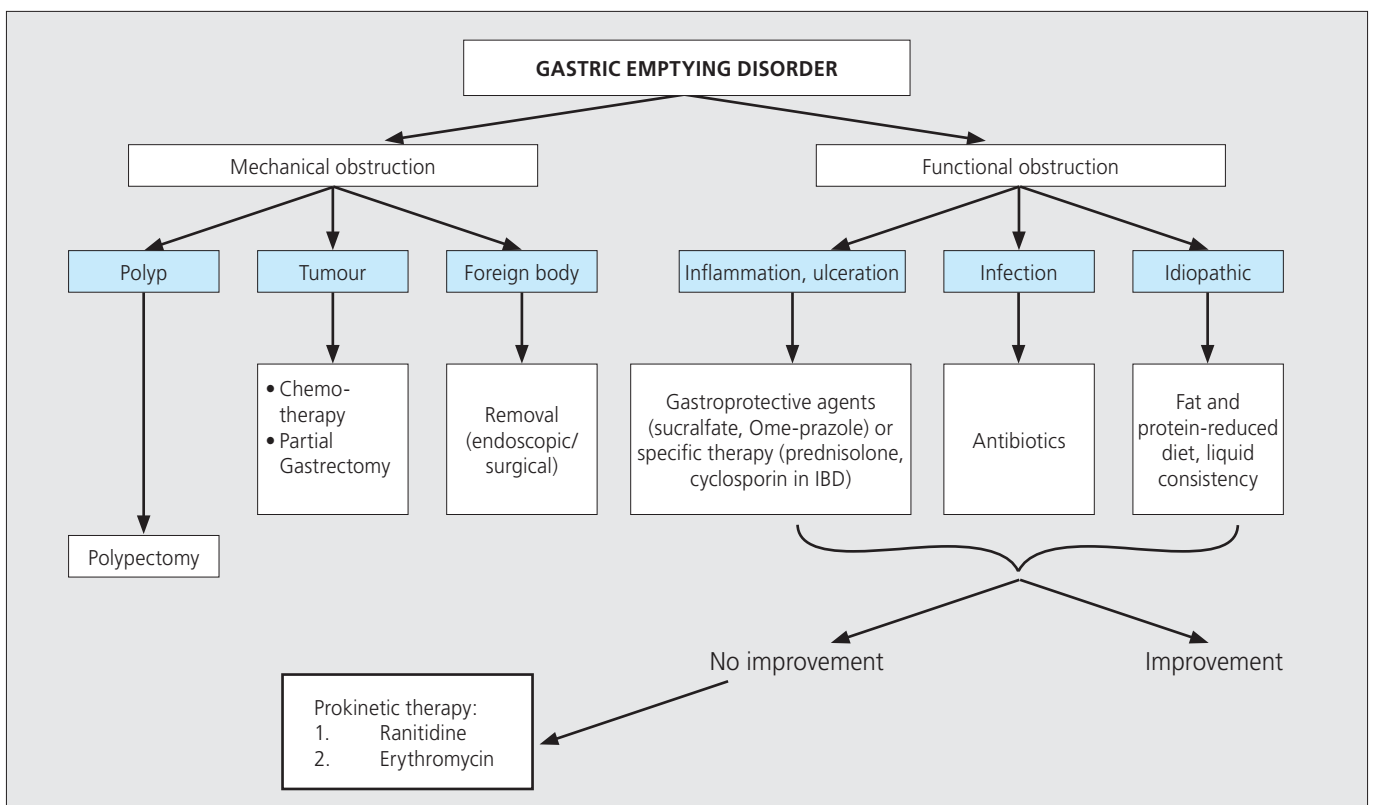 GASTRIC EMPTYING DISORDER
Mechanical obstruction
Functional obstruction
Polyp
Tumour
Foreign body
Inflammation, ulceration
Infection
Idiopathic
• Chemo-
therapy
• Partial
Gastrectomy
Removal
(endoscopic/
surgical)
Gastroprotective agents
(sucralfate, Ome-prazole) or
specific therapy (prednisolone,
cyclosporin in IBD)
Antibiotics
Fat and
protein-reduced
diet, liquid
consistency
Polypectomy
No improvement
Improvement
Prokinetic therapy:
1. Ranitidine
2. Erythromycin